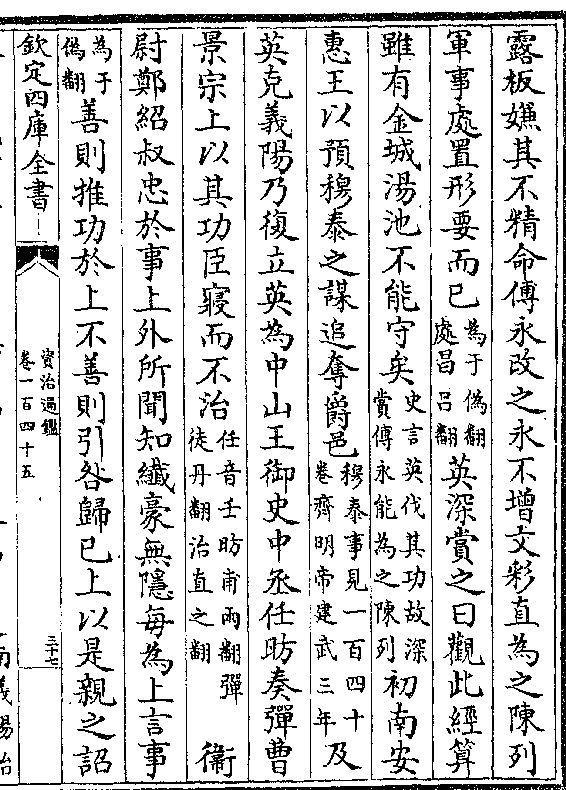 露板嫌其不精命傅永改之永不增文彩直為之陳列
軍事處置形要而已為于偽翻處昌吕翻英深賞之曰觀此經算
雖有金城湯池不能守矣史言英伐其功故深賞傅永能為之陳列初南安
惠王以預穆泰之謀追奪爵邑穆泰事見一百四十卷齊明帝建武三年及
英克義陽乃復立英為中山王御史中丞任昉奏彈曹
景宗上以其功臣寢而不治任音壬昉甫兩翻彈徒丹翻治直之翻衞
尉鄭紹叔忠於事上外所聞知纖豪無隱每為上言事
為于偽翻善則推功於上不善則引咎歸已上以是親之詔
欽定四庫全書
資治通鑑
卷一百四十五
三十七